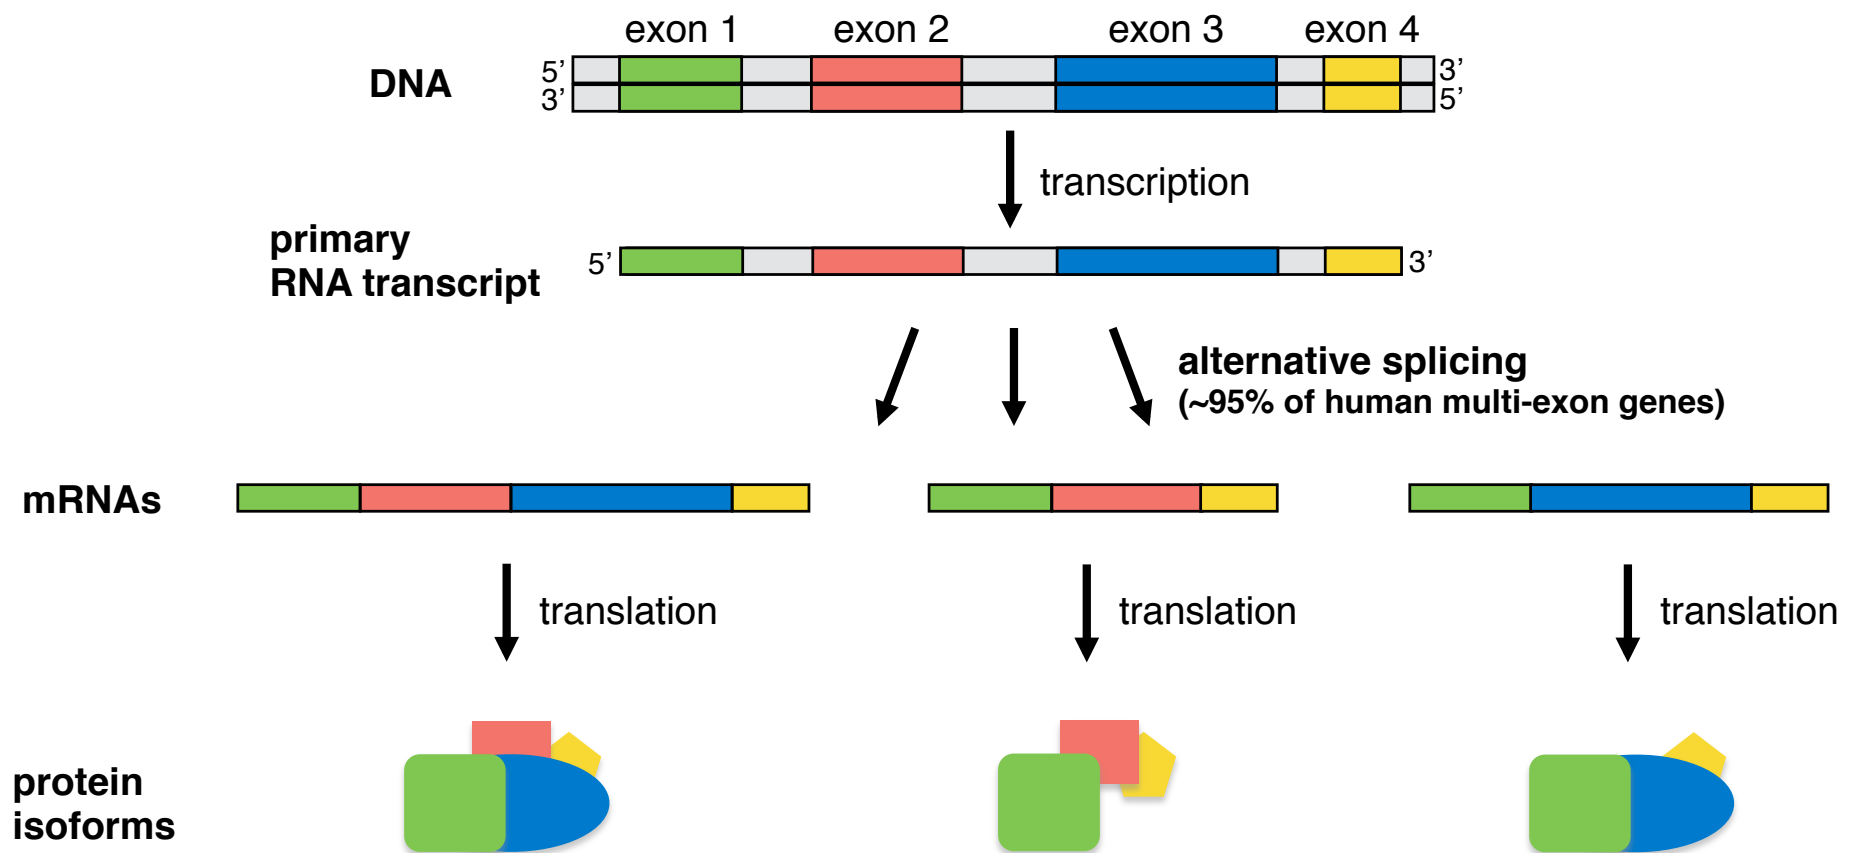 exon 1 exon 2 exon 3 exon 4
DNA 5’ 3’
3’ 5’
transcription
primary
RNA transcript 5’ 3’
alternative splicing
(~95% of human multi-exon genes)
mRNAs
translation translation translation
protein
isoforms